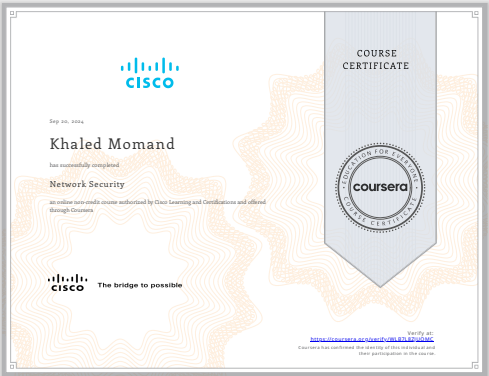 CISCO
COURSE
CERTIFICATE
Sep 20, 2024
Khaled Momand
has successfully completed
Network Security
an online non-credit course authorized by Cisco Learning and Certifications and offered
through Coursera
EDUCATION FOR EVERYONE
coursera
COURSE CERTIFICATE
CISCO
The bridge to possible
Verify at:
https://coursera.org/verify/
Coursera has confirmed the identity of this individual and
their participation in the course.